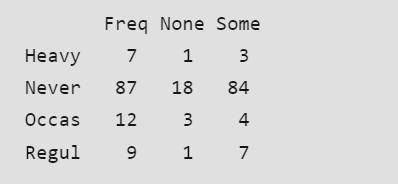 Freq None Some
Heavy 7 1 3
Never 87 18 84
Occas 12 3 4
Regul 9 1 7